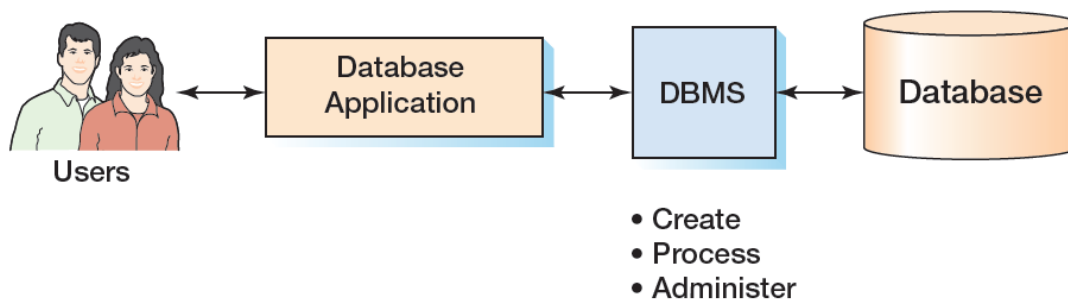 Users
Database
Application
DBMS
• Create
• Process
• Administer
Database